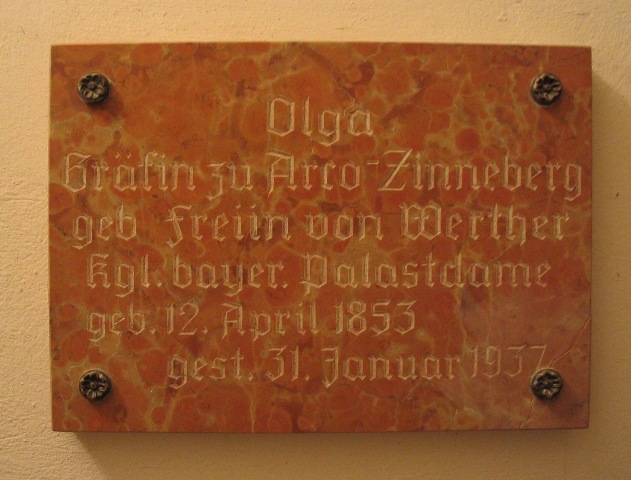 Olga
Gräfin zu Arco-Zinneberg
geb Freiin von Werther
kgl. bayer. Palastdame
geb. 12. April 1853
gest. 31. Januar 1937